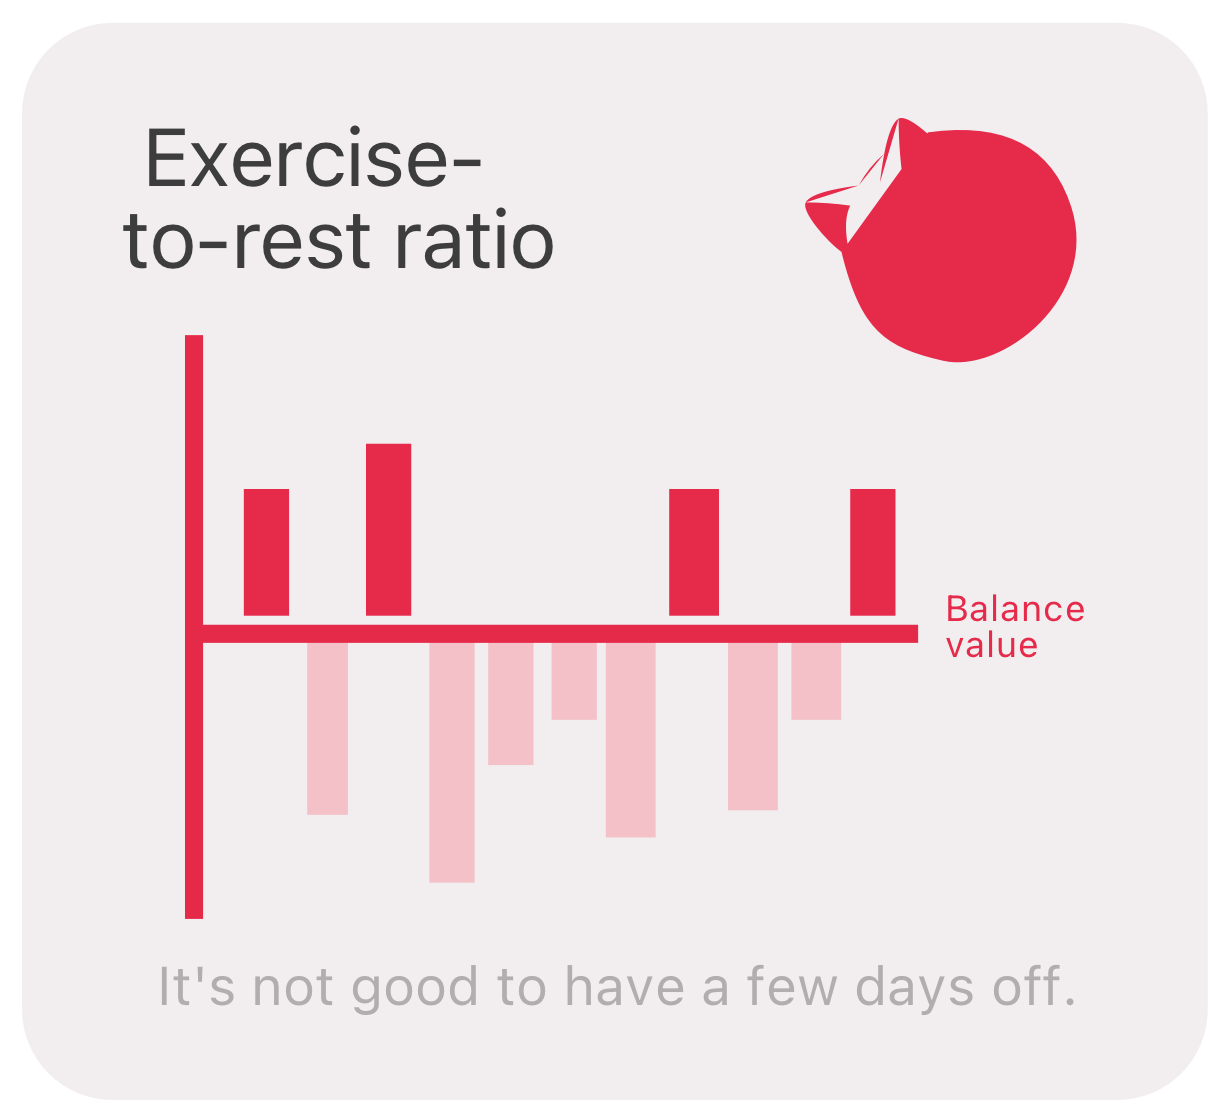 Exercise-
to-rest ratio
Balance
value
It's not good to have a few days off.